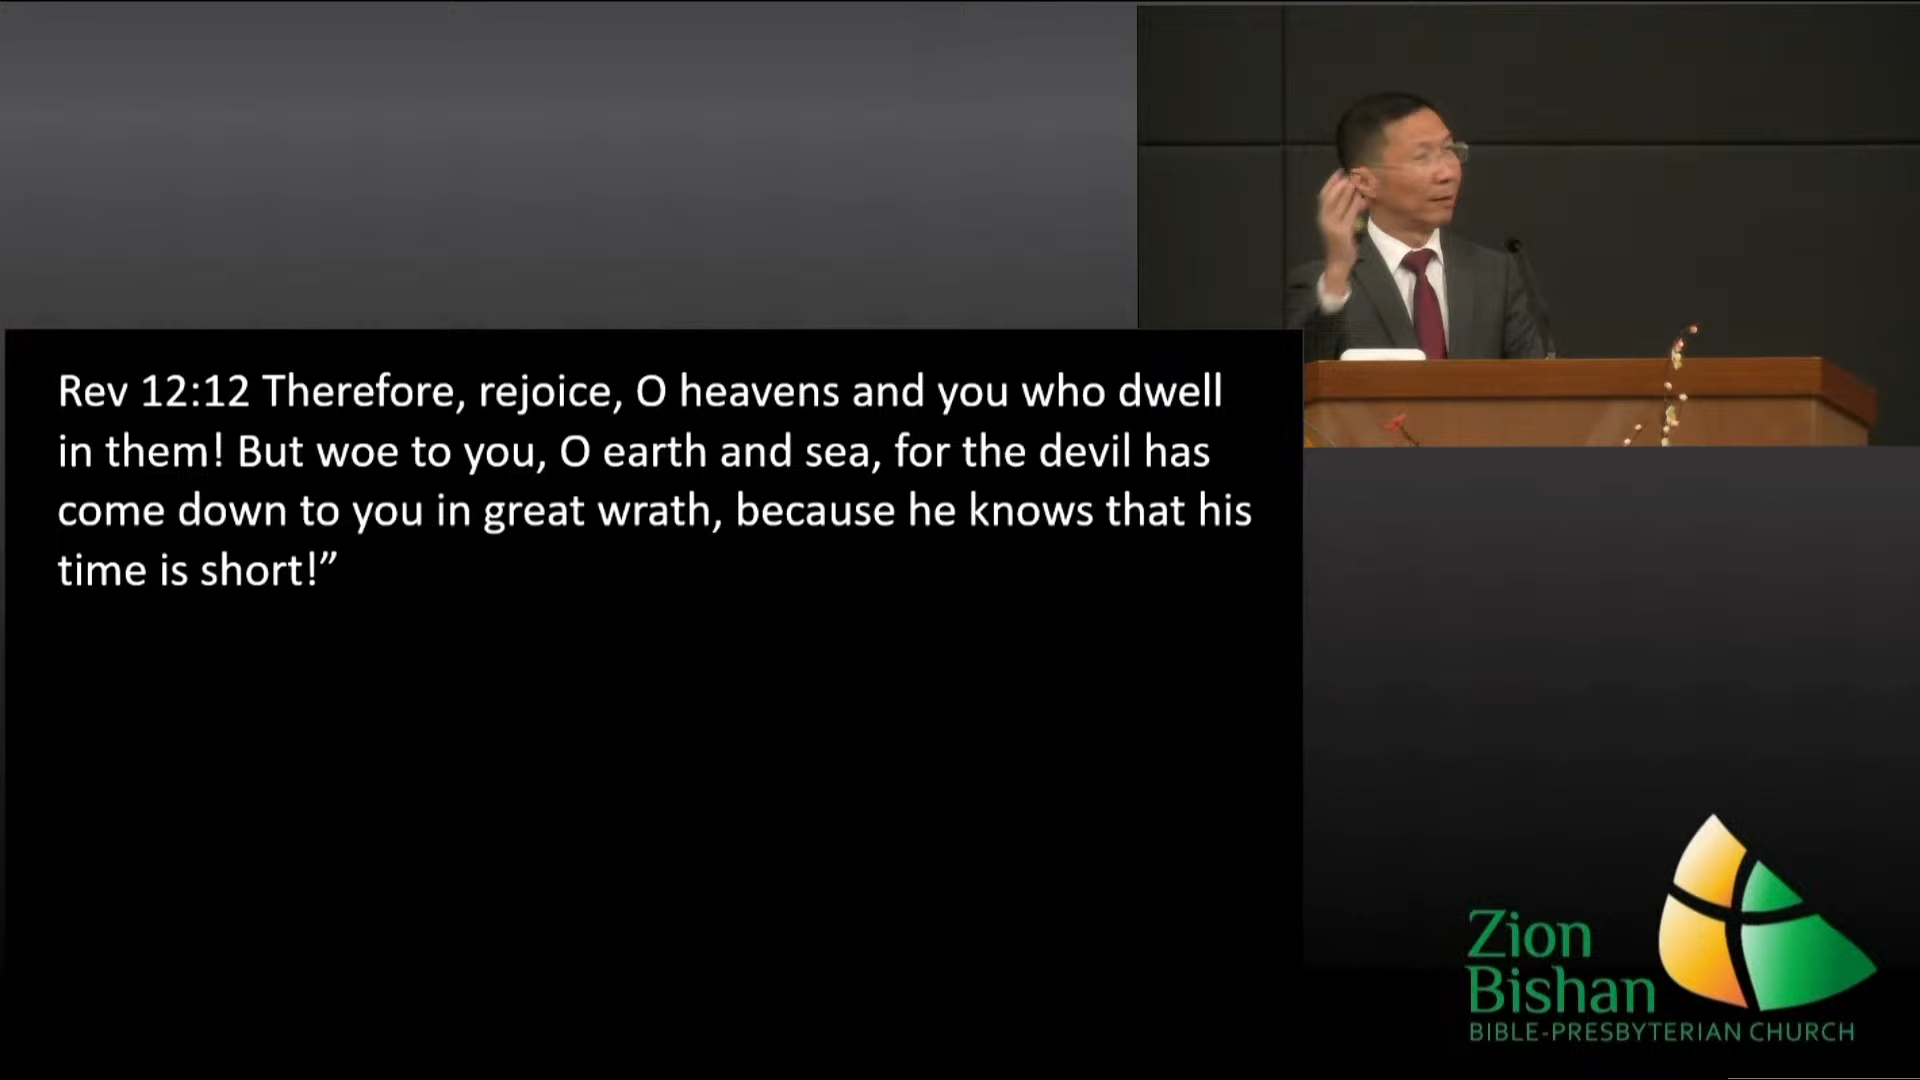 Rev 12:12 Therefore, rejoice, O heavens and you who dwell
in them! But woe to you, O earth and sea, for the devil has
come down to you in great wrath, because he knows that his
time is short!”
Zion
Bishan
BIBLE-PRESBYTERIAN CHURCH